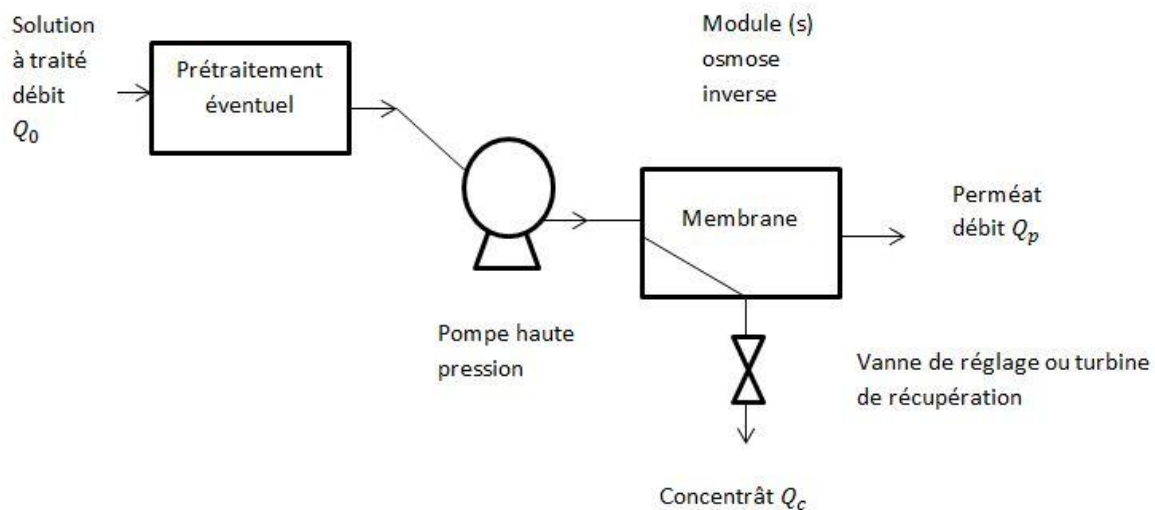 Solution
à traité
débit
Q₀
Prétraitement
éventuel
Module (s)
osmose
inverse
Membrane
Perméat
débit Qₚ
Pompe haute
pression
Vanne de réglage ou turbine
de récupération
Concentrât Q_c